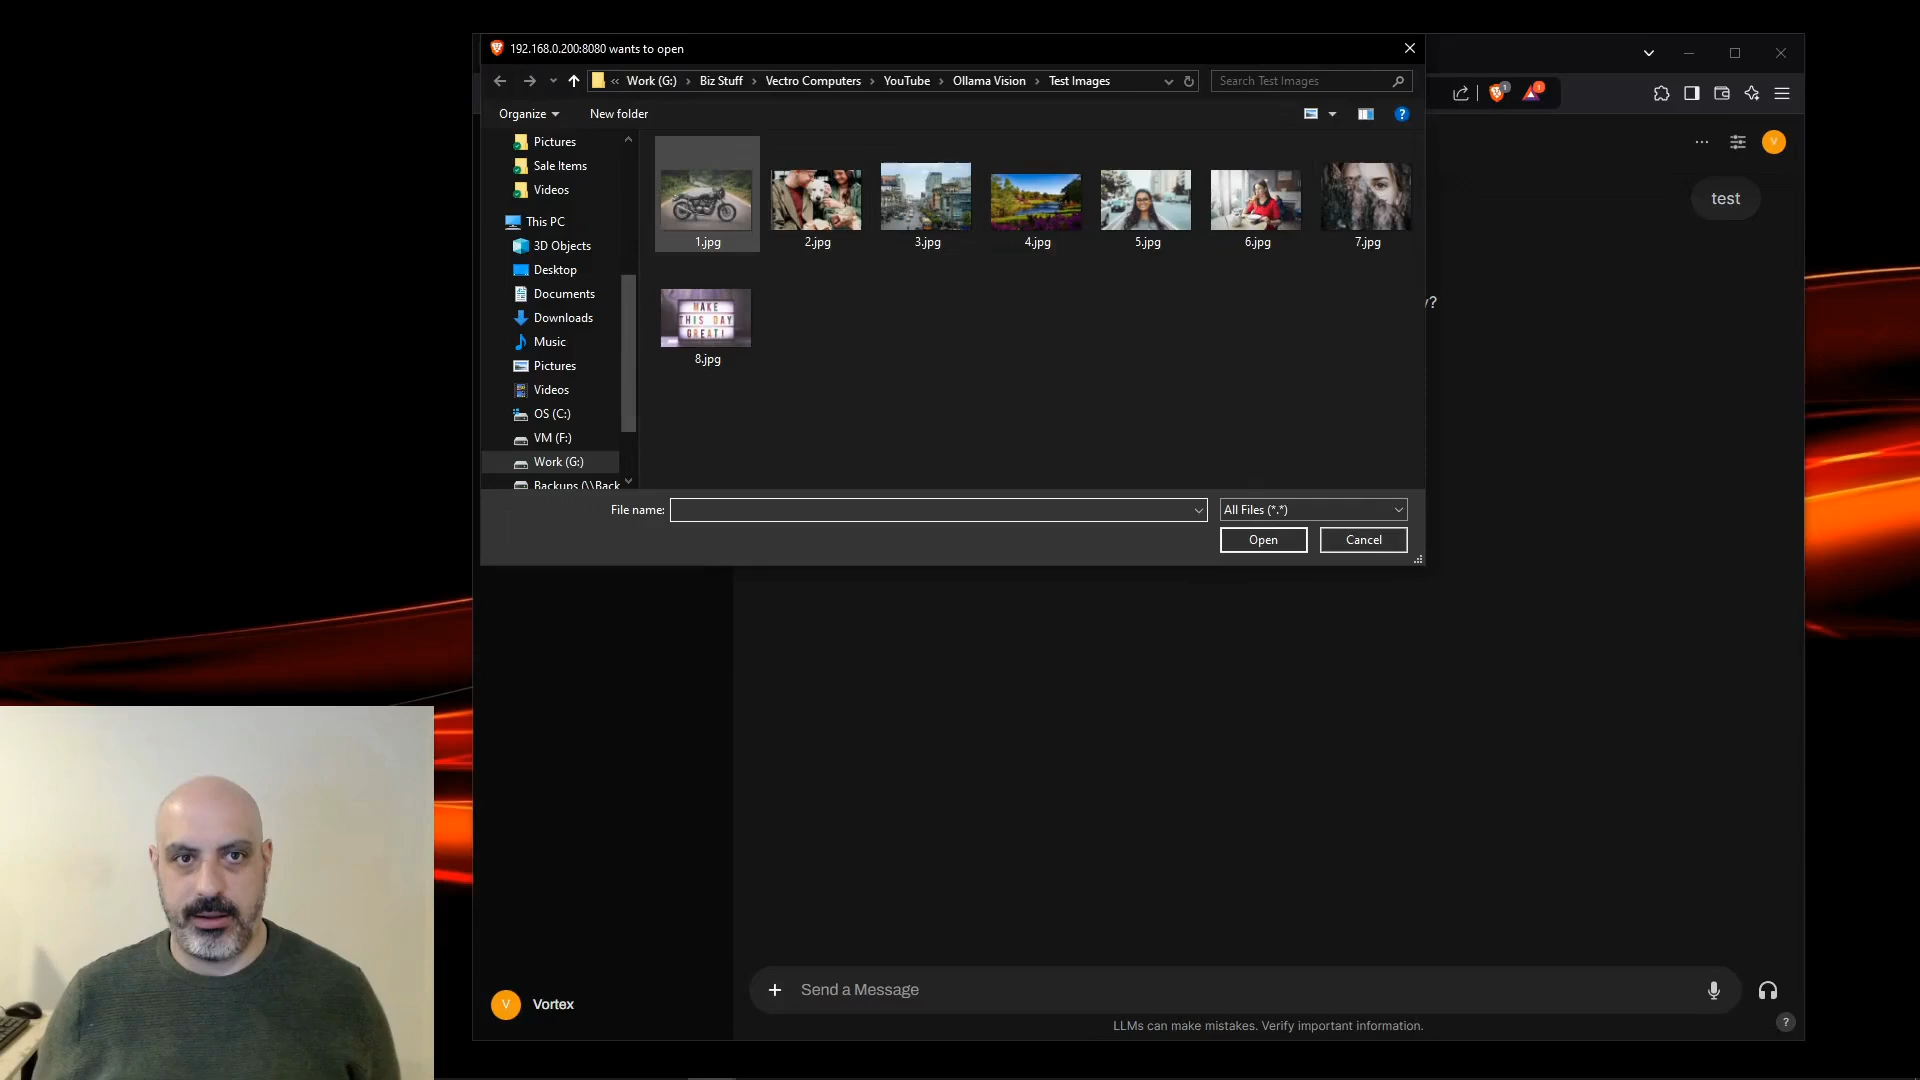 192.168.0.200:8080 wants to open
« Work (G:) › Biz Stuff › Vectro Computers › YouTube › Ollama Vision › Test Images
Search Test Images
Organize
New folder
Pictures
Sale Items
Videos
This PC
3D Objects
Desktop
Documents
Downloads
Music
Pictures
Videos
OS (C:)
VM (F:)
Work (G:)
Backups (\\Back
1.jpg
2.jpg
3.jpg
4.jpg
5.jpg
6.jpg
7.jpg
MAKE
THIS DAY
GREAT!
8.jpg
File name:
All Files (*.*)
Open
Cancel
1
1
V
test
?
V
Vortex
Send a Message
LLMs can make mistakes. Verify important information.
?